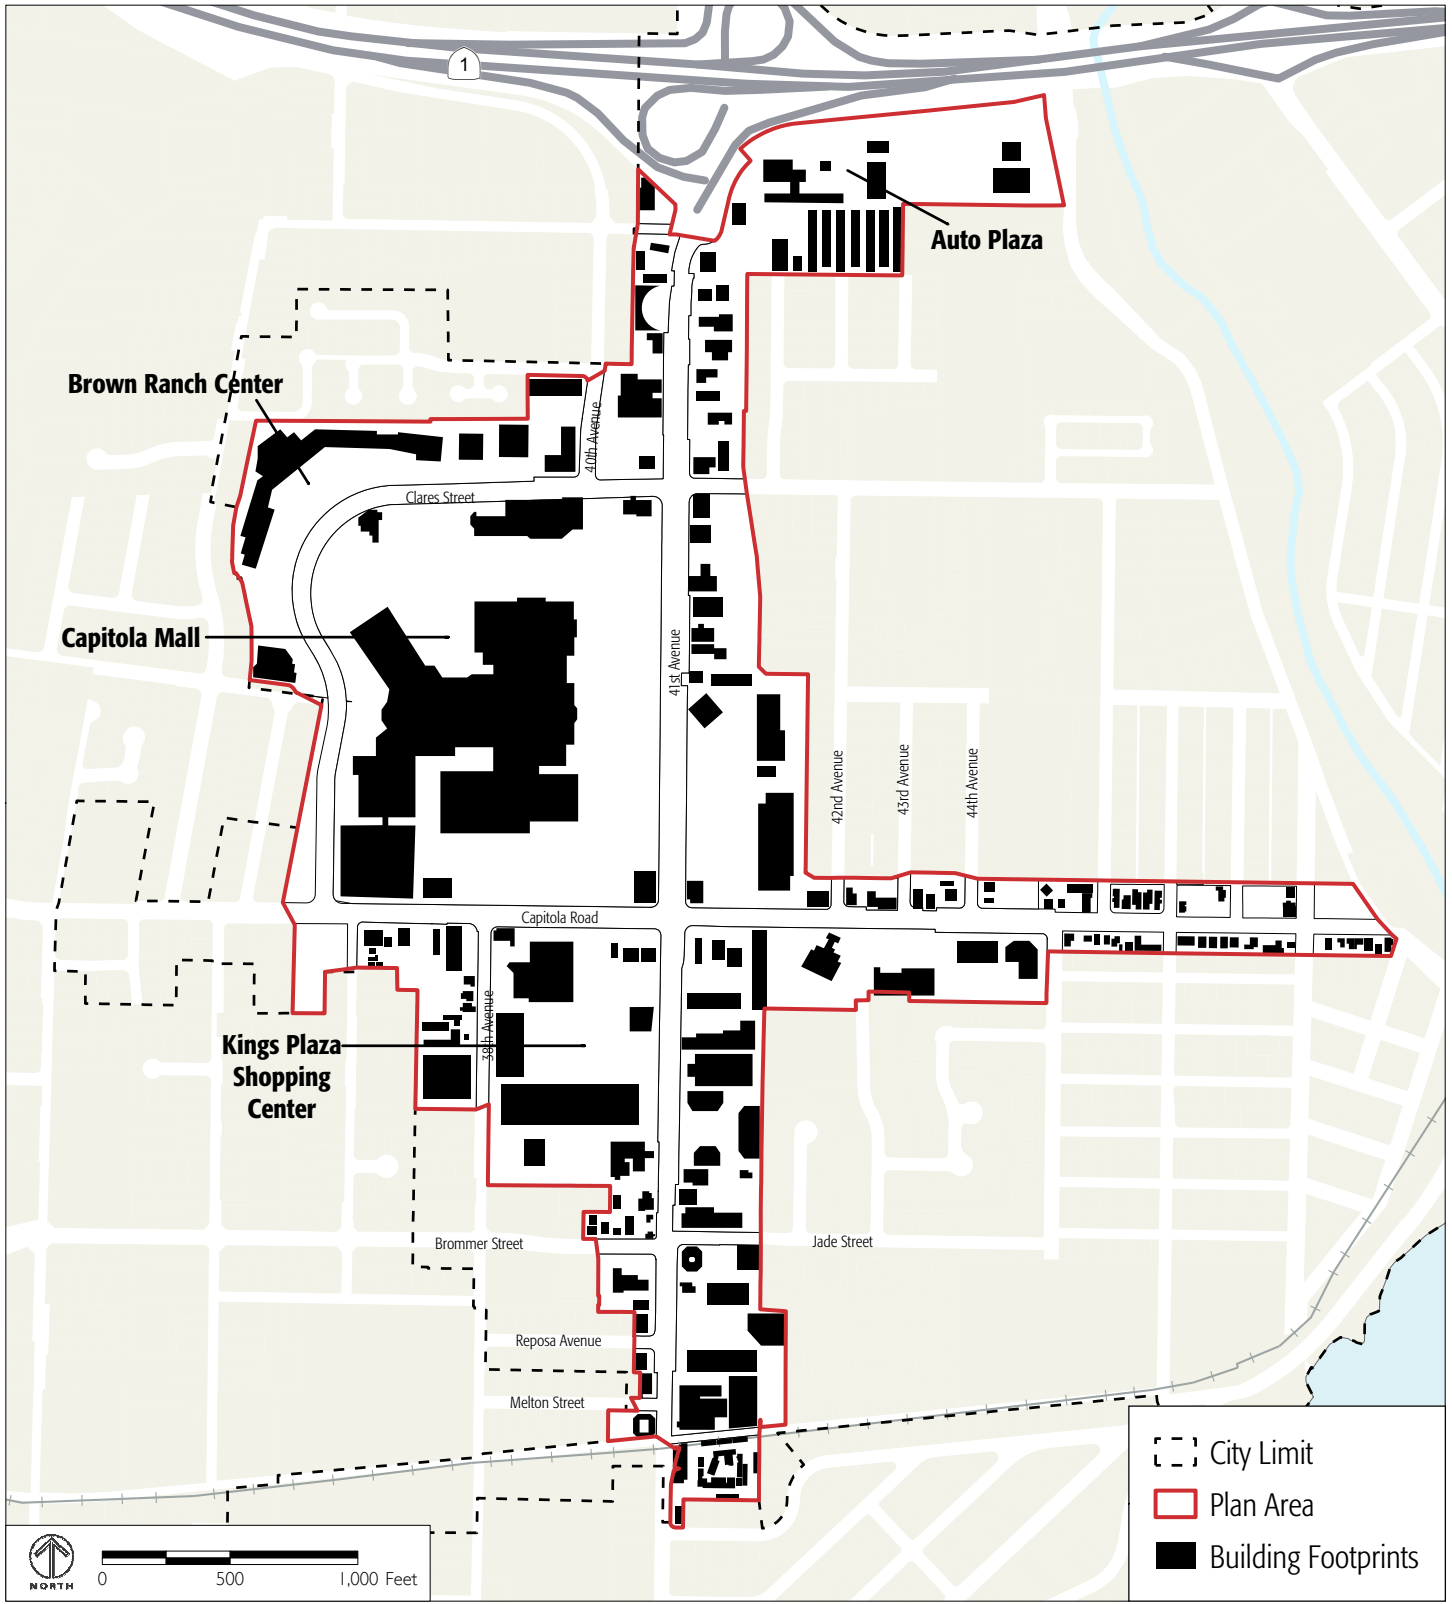 1
Auto Plaza
Brown Ranch Center
40th Avenue
Clares Street
Capitola Mall
41st Avenue
42nd Avenue
43rd Avenue
44th Avenue
Capitola Road
38th Avenue
Kings Plaza
Shopping
Center
Brommer Street
Jade Street
Reposa Avenue
Melton Street
City Limit
Plan Area
Building Footprints
NORTH
0 500 1,000 Feet